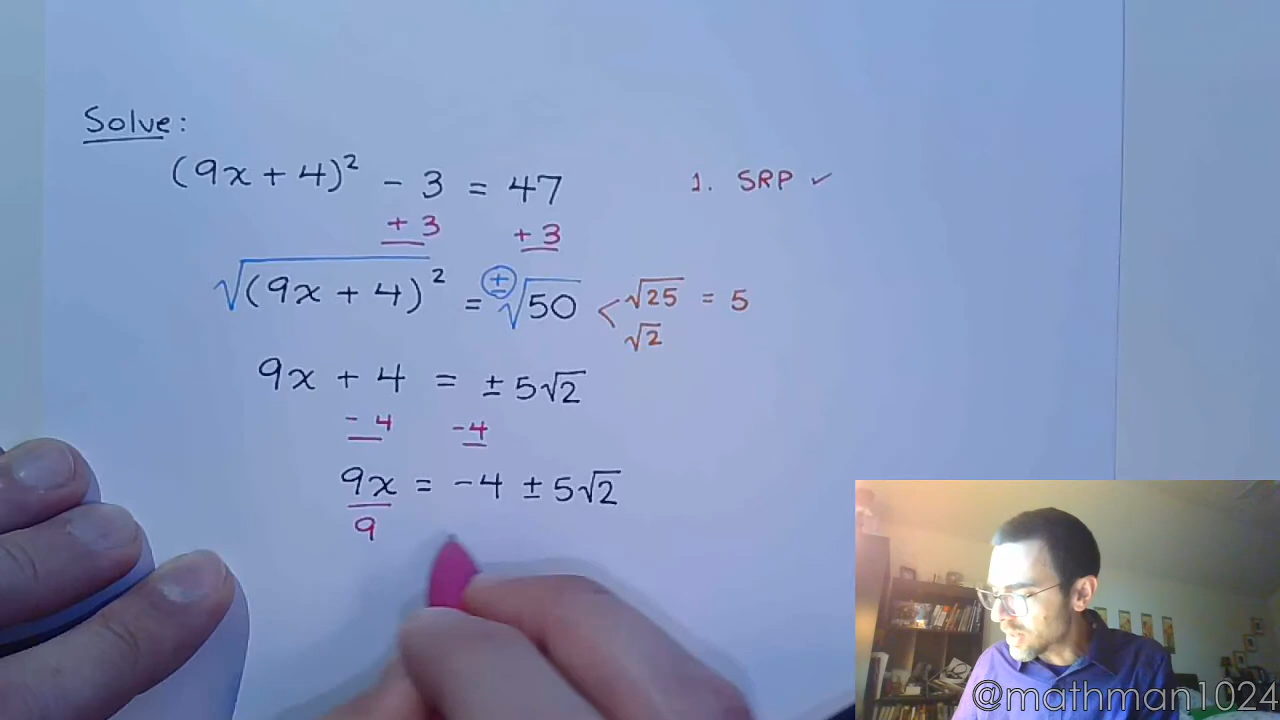 Solve:
(9x + 4)² - 3 = 47
1. SRP ✓
+ 3 + 3
√(9x + 4)² = ±√50 < √25 = 5
√2
9x + 4 = ± 5√2
- 4 -4
9x = -4 ± 5√2
9
@mathman1024